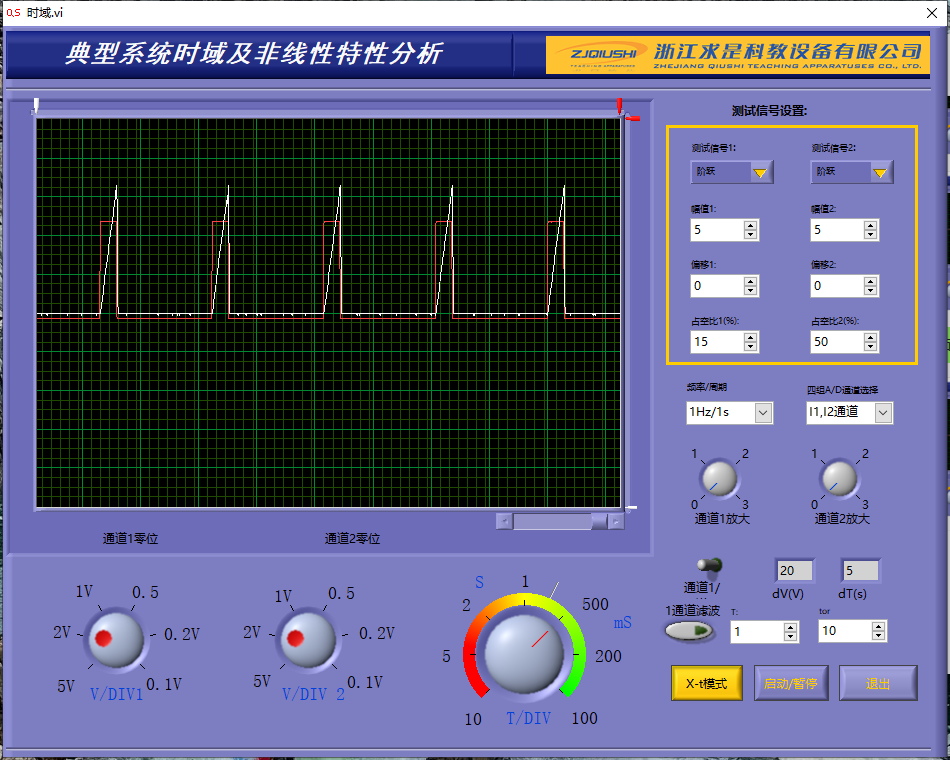 时域.vi
典型系统时域及非线性特性分析
ZJQIUSHI
浙江求是科教设备有限公司
ZHEJIANG QIUSHI TEACHING APPARATUSES CO., LTD.
测试信号设置:
测试信号1: 测试信号2:
阶跃 阶跃
幅值1: 幅值2:
5 5
偏移1: 偏移2:
0 0
占空比1(%): 占空比2(%):
15 50
频率/周期 四组A/D通道选择
1Hz/1s I1,I2通道
1 2 1 2
0 3 0 3
通道1放大 通道2放大
通道1零位 通道2零位
1V 0.5
2V 0.2V
5V 0.1V
V/DIV1
1V 0.5
2V 0.2V
5V 0.1V
V/DIV 2
S 1
2 500
mS
5 200
10 100
T/DIV
通道1/
...
1通道滤波
20 5
dV(V) dT(s)
T: tor
1 10
X-t模式 启动/暂停 退出